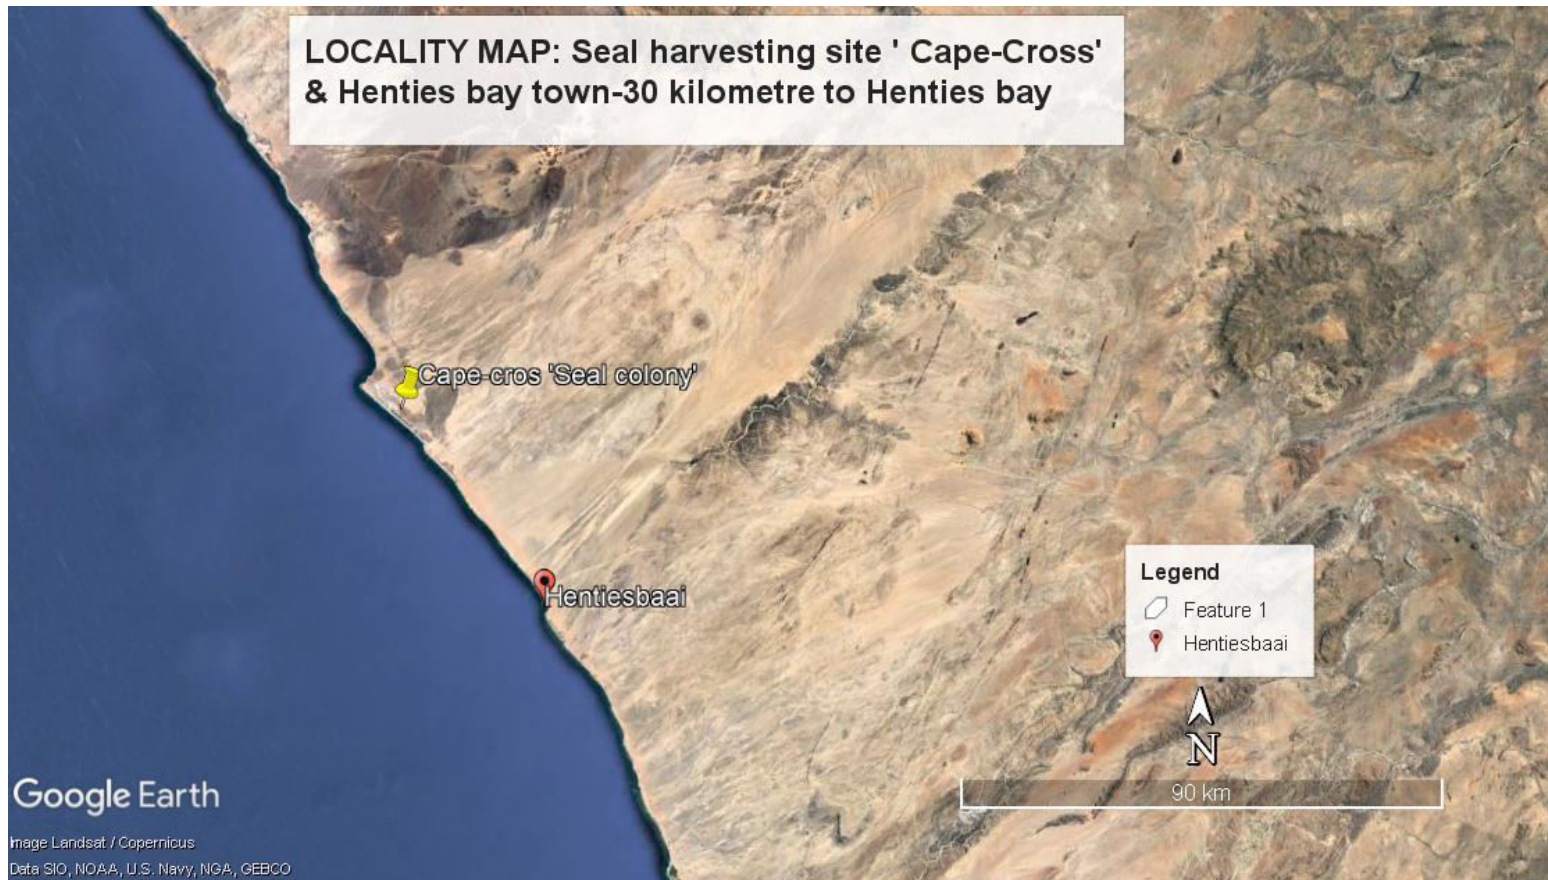 LOCALITY MAP: Seal harvesting site ' Cape-Cross'
& Henties bay town-30 kilometre to Henties bay
Cape-cros 'Seal colony'
Hentiesbaai
Legend
Feature 1
Hentiesbaai
N
90 km
Google Earth
Image Landsat / Copernicus
Data SIO, NOAA, U.S. Navy, NGA, GEBCO